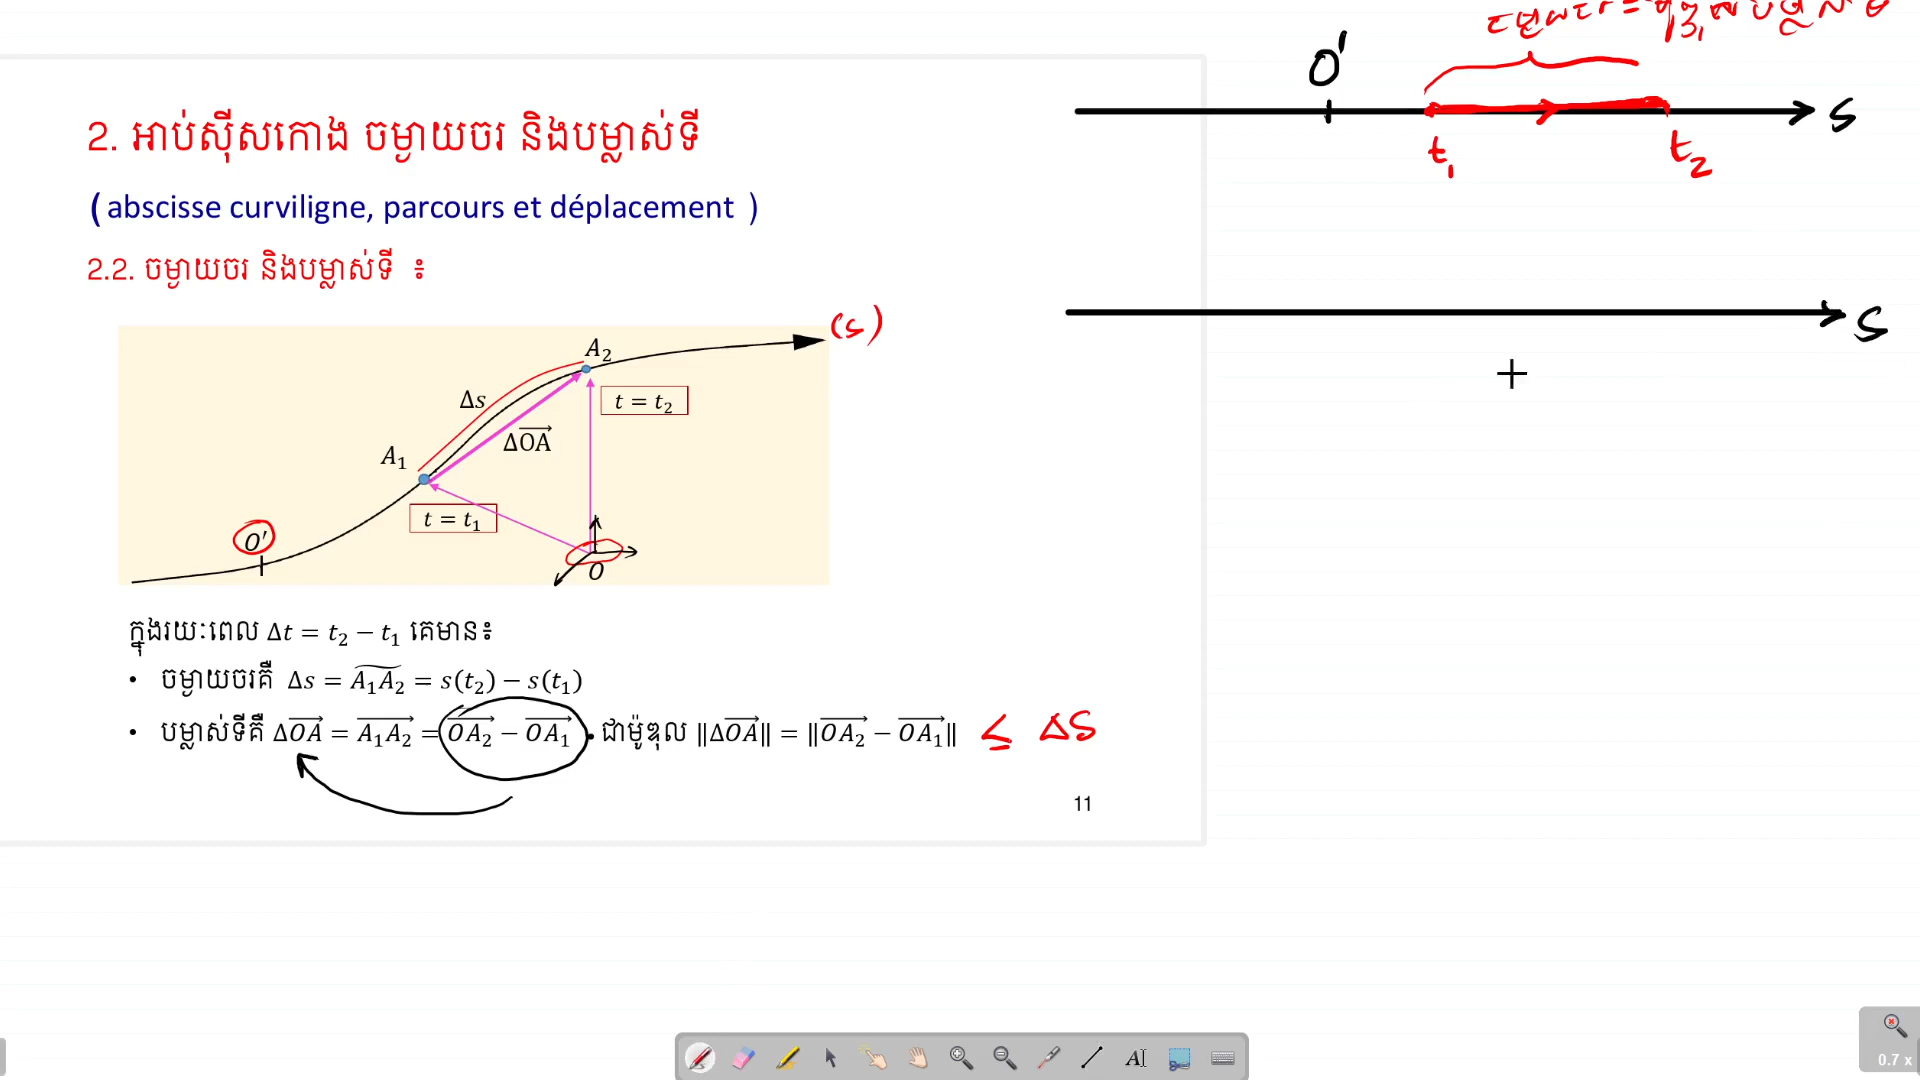 2. អាប់ស៊ីសកោង ចម្ងាយចរ និងបម្លាស់ទី
(abscisse curviligne, parcours et déplacement )
2.2. ចម្ងាយចរ និងបម្លាស់ទី ៖
(s)
A₂
Δs
t = t₂
ΔOA⃗
A₁
t = t₁
O'
O
ក្នុងរយៈពេល Δt = t₂ − t₁ គេមាន៖
• ចម្ងាយចរគឺ Δs = A₁A₂ = s(t₂) − s(t₁)
• បម្លាស់ទីគឺ ΔOA⃗ = A₁A₂⃗ = OA₂⃗ − OA₁⃗ . ជាម៉ូឌុល ‖ΔOA⃗‖ = ‖OA₂⃗ − OA₁⃗‖ ≤ ΔS
11
O'
S
t₁
t₂
S
AI
0.7 x